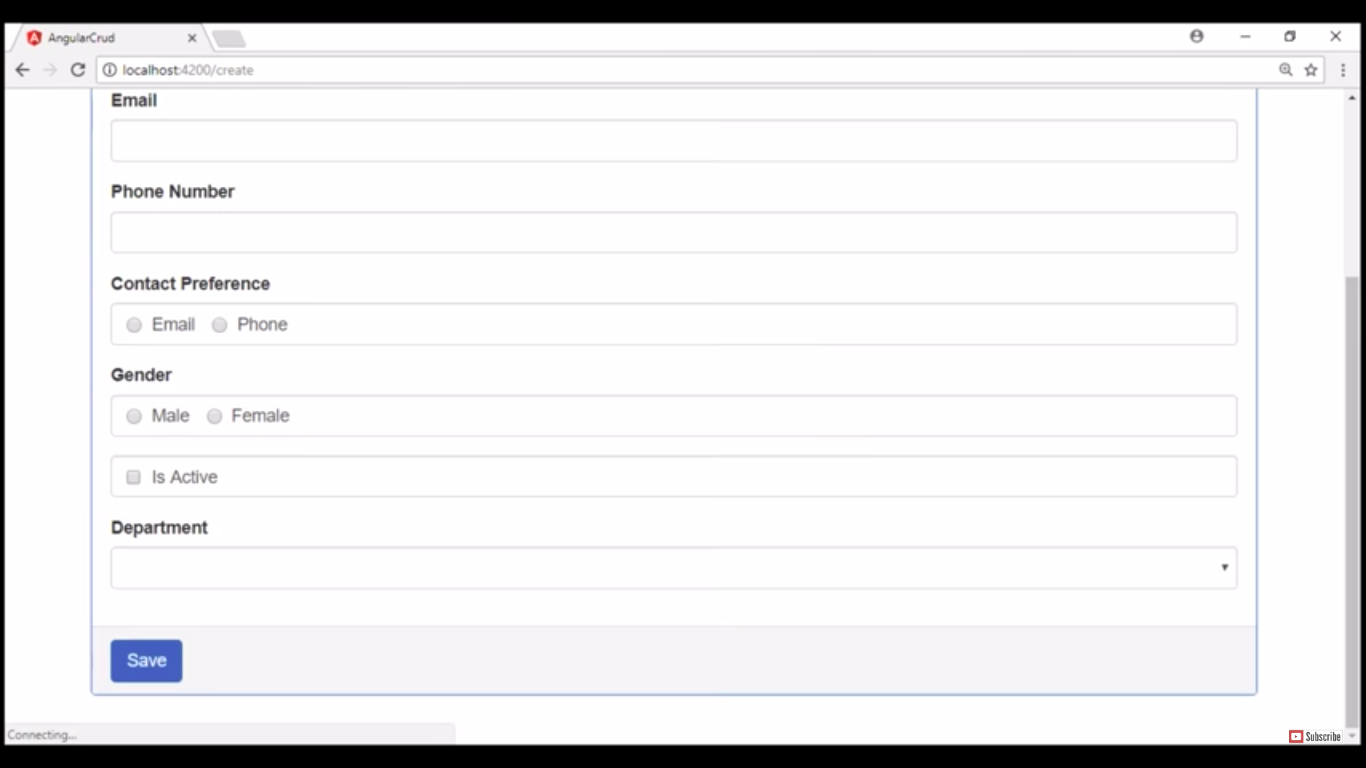 AngularCrud
localhost:4200/create
Email
Phone Number
Contact Preference
Email Phone
Gender
Male Female
Is Active
Department
Save
Connecting...
Subscribe